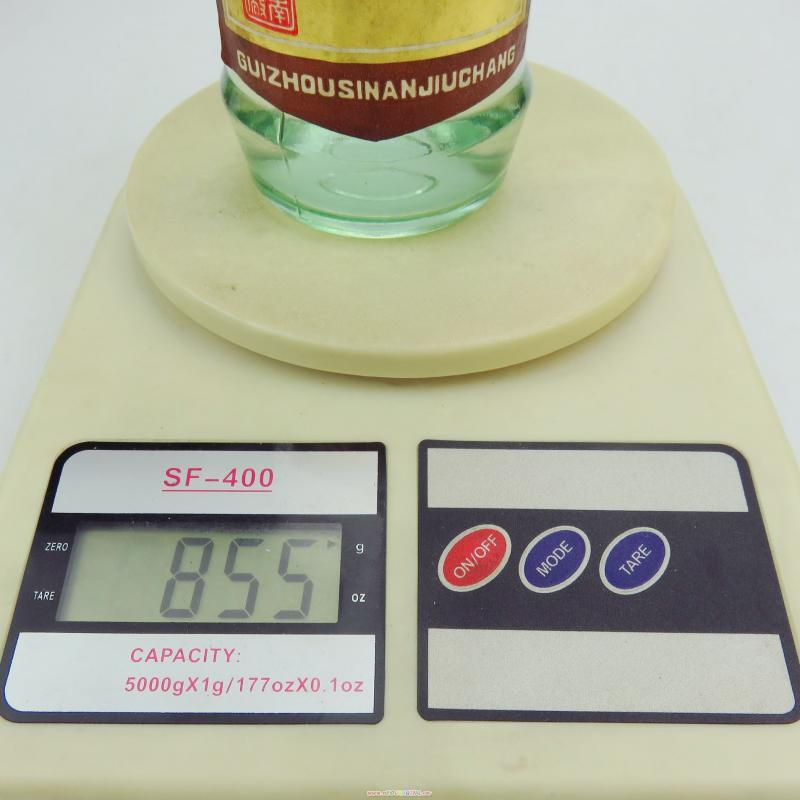 GUIZHOUSINANJIUCHANG
SF-400
ZERO
g
TARE
oz
855
CAPACITY:
5000gX1g/177ozX0.1oz
ON/OFF
MODE
TARE